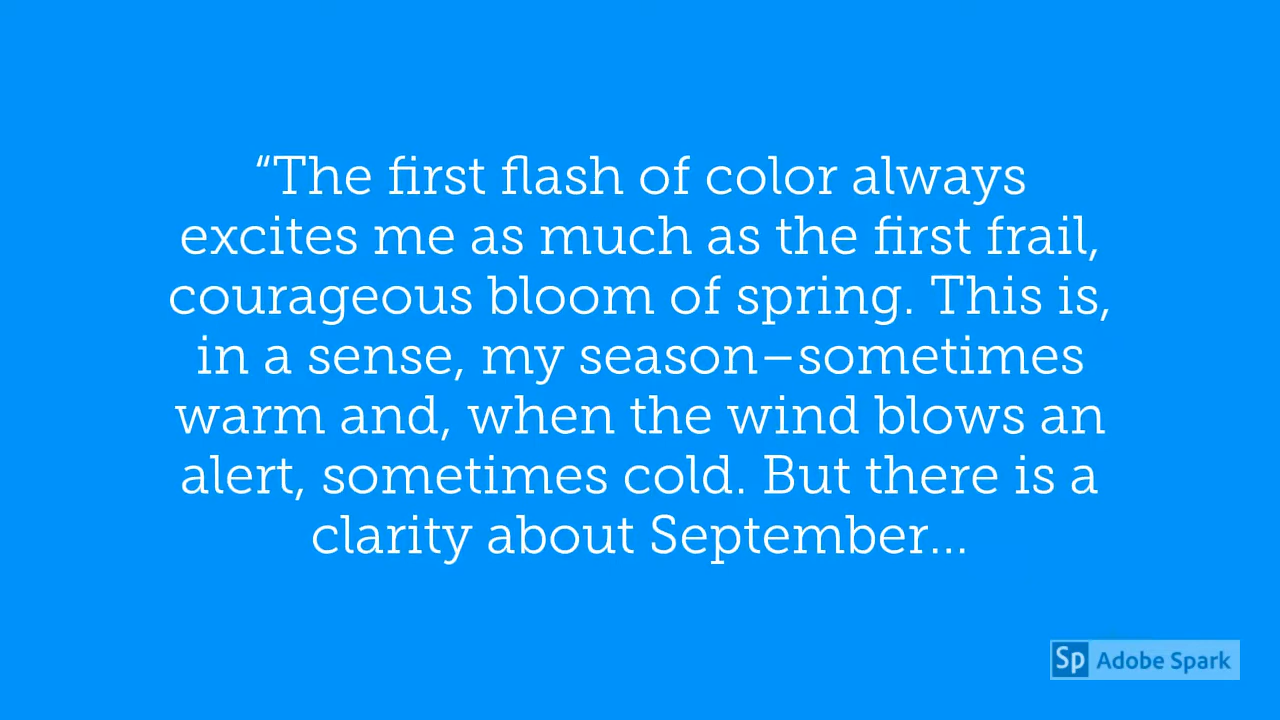 “The first flash of color always
excites me as much as the first frail,
courageous bloom of spring. This is,
in a sense, my season–sometimes
warm and, when the wind blows an
alert, sometimes cold. But there is a
clarity about September...
Sp Adobe Spark